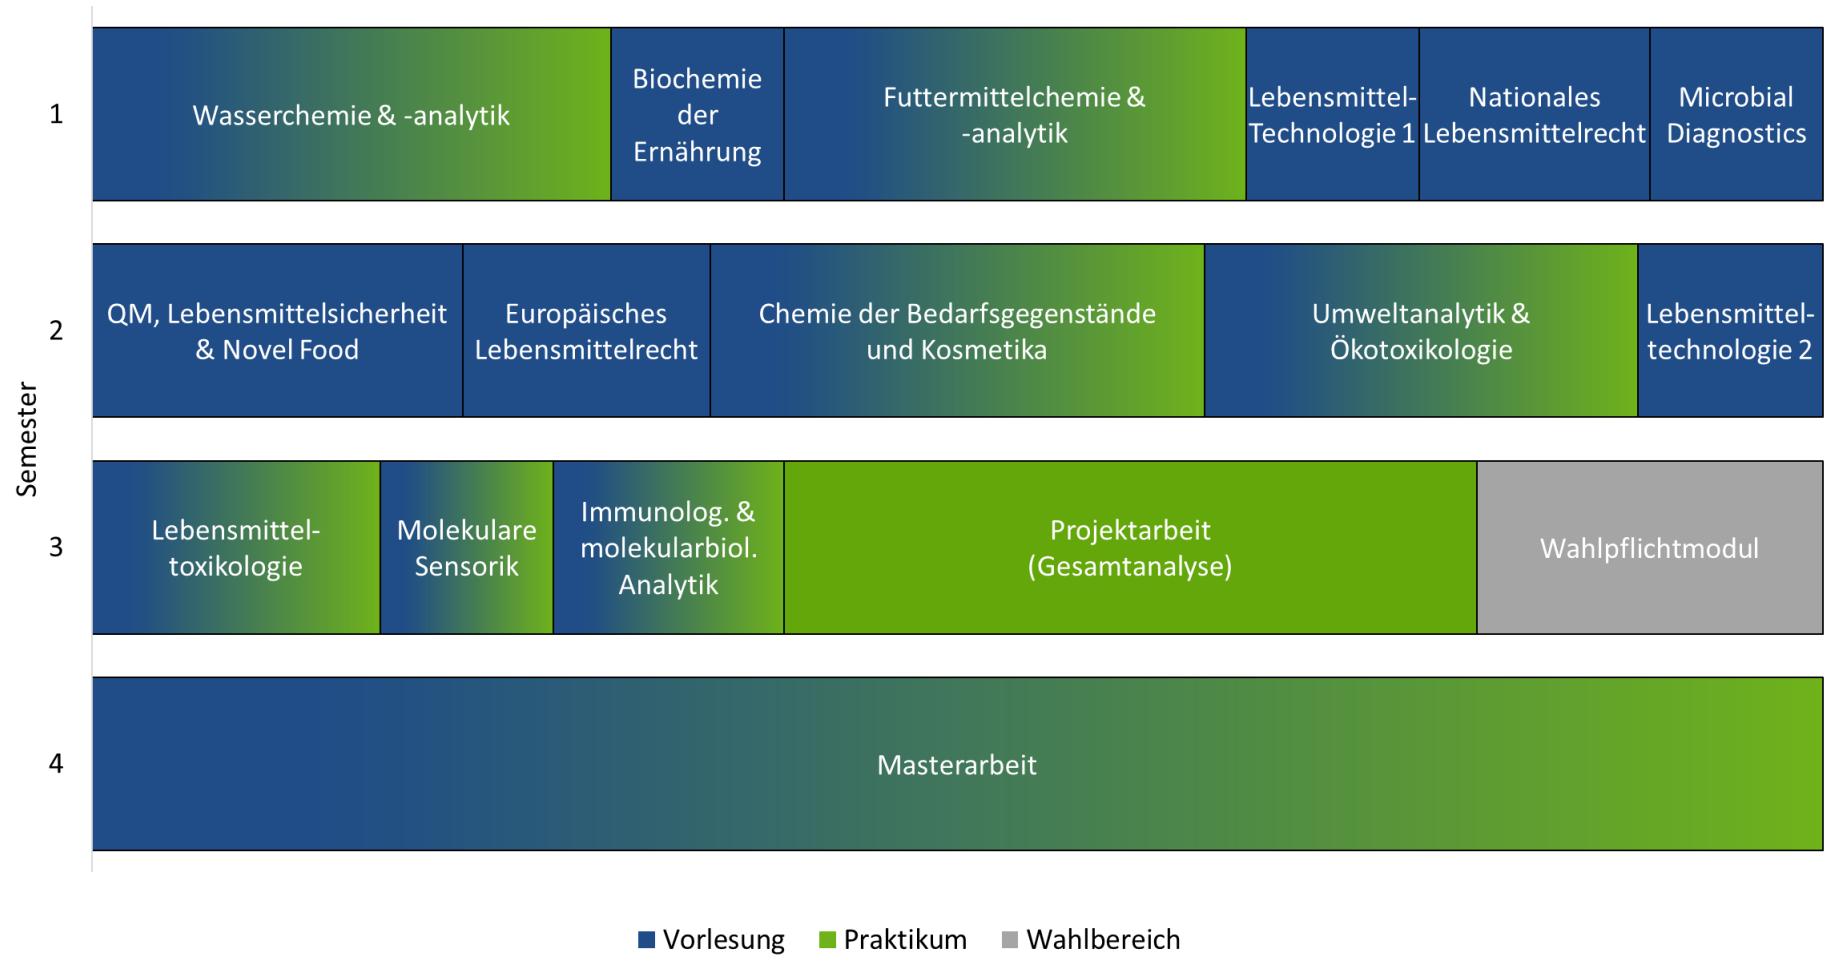 1
Wasserchemie & -analytik
Biochemie
der
Ernährung
Futtermittelchemie &
-analytik
Lebensmittel-
Technologie 1
Nationales
Lebensmittelrecht
Microbial
Diagnostics
2
QM, Lebensmittelsicherheit
& Novel Food
Europäisches
Lebensmittelrecht
Chemie der Bedarfsgegenstände
und Kosmetika
Umweltanalytik &
Ökotoxikologie
Lebensmittel-
technologie 2
Semester
3
Lebensmittel-
toxikologie
Molekulare
Sensorik
Immunolog. &
molekularbiol.
Analytik
Projektarbeit
(Gesamtanalyse)
Wahlpflichtmodul
4
Masterarbeit
Vorlesung
Praktikum
Wahlbereich